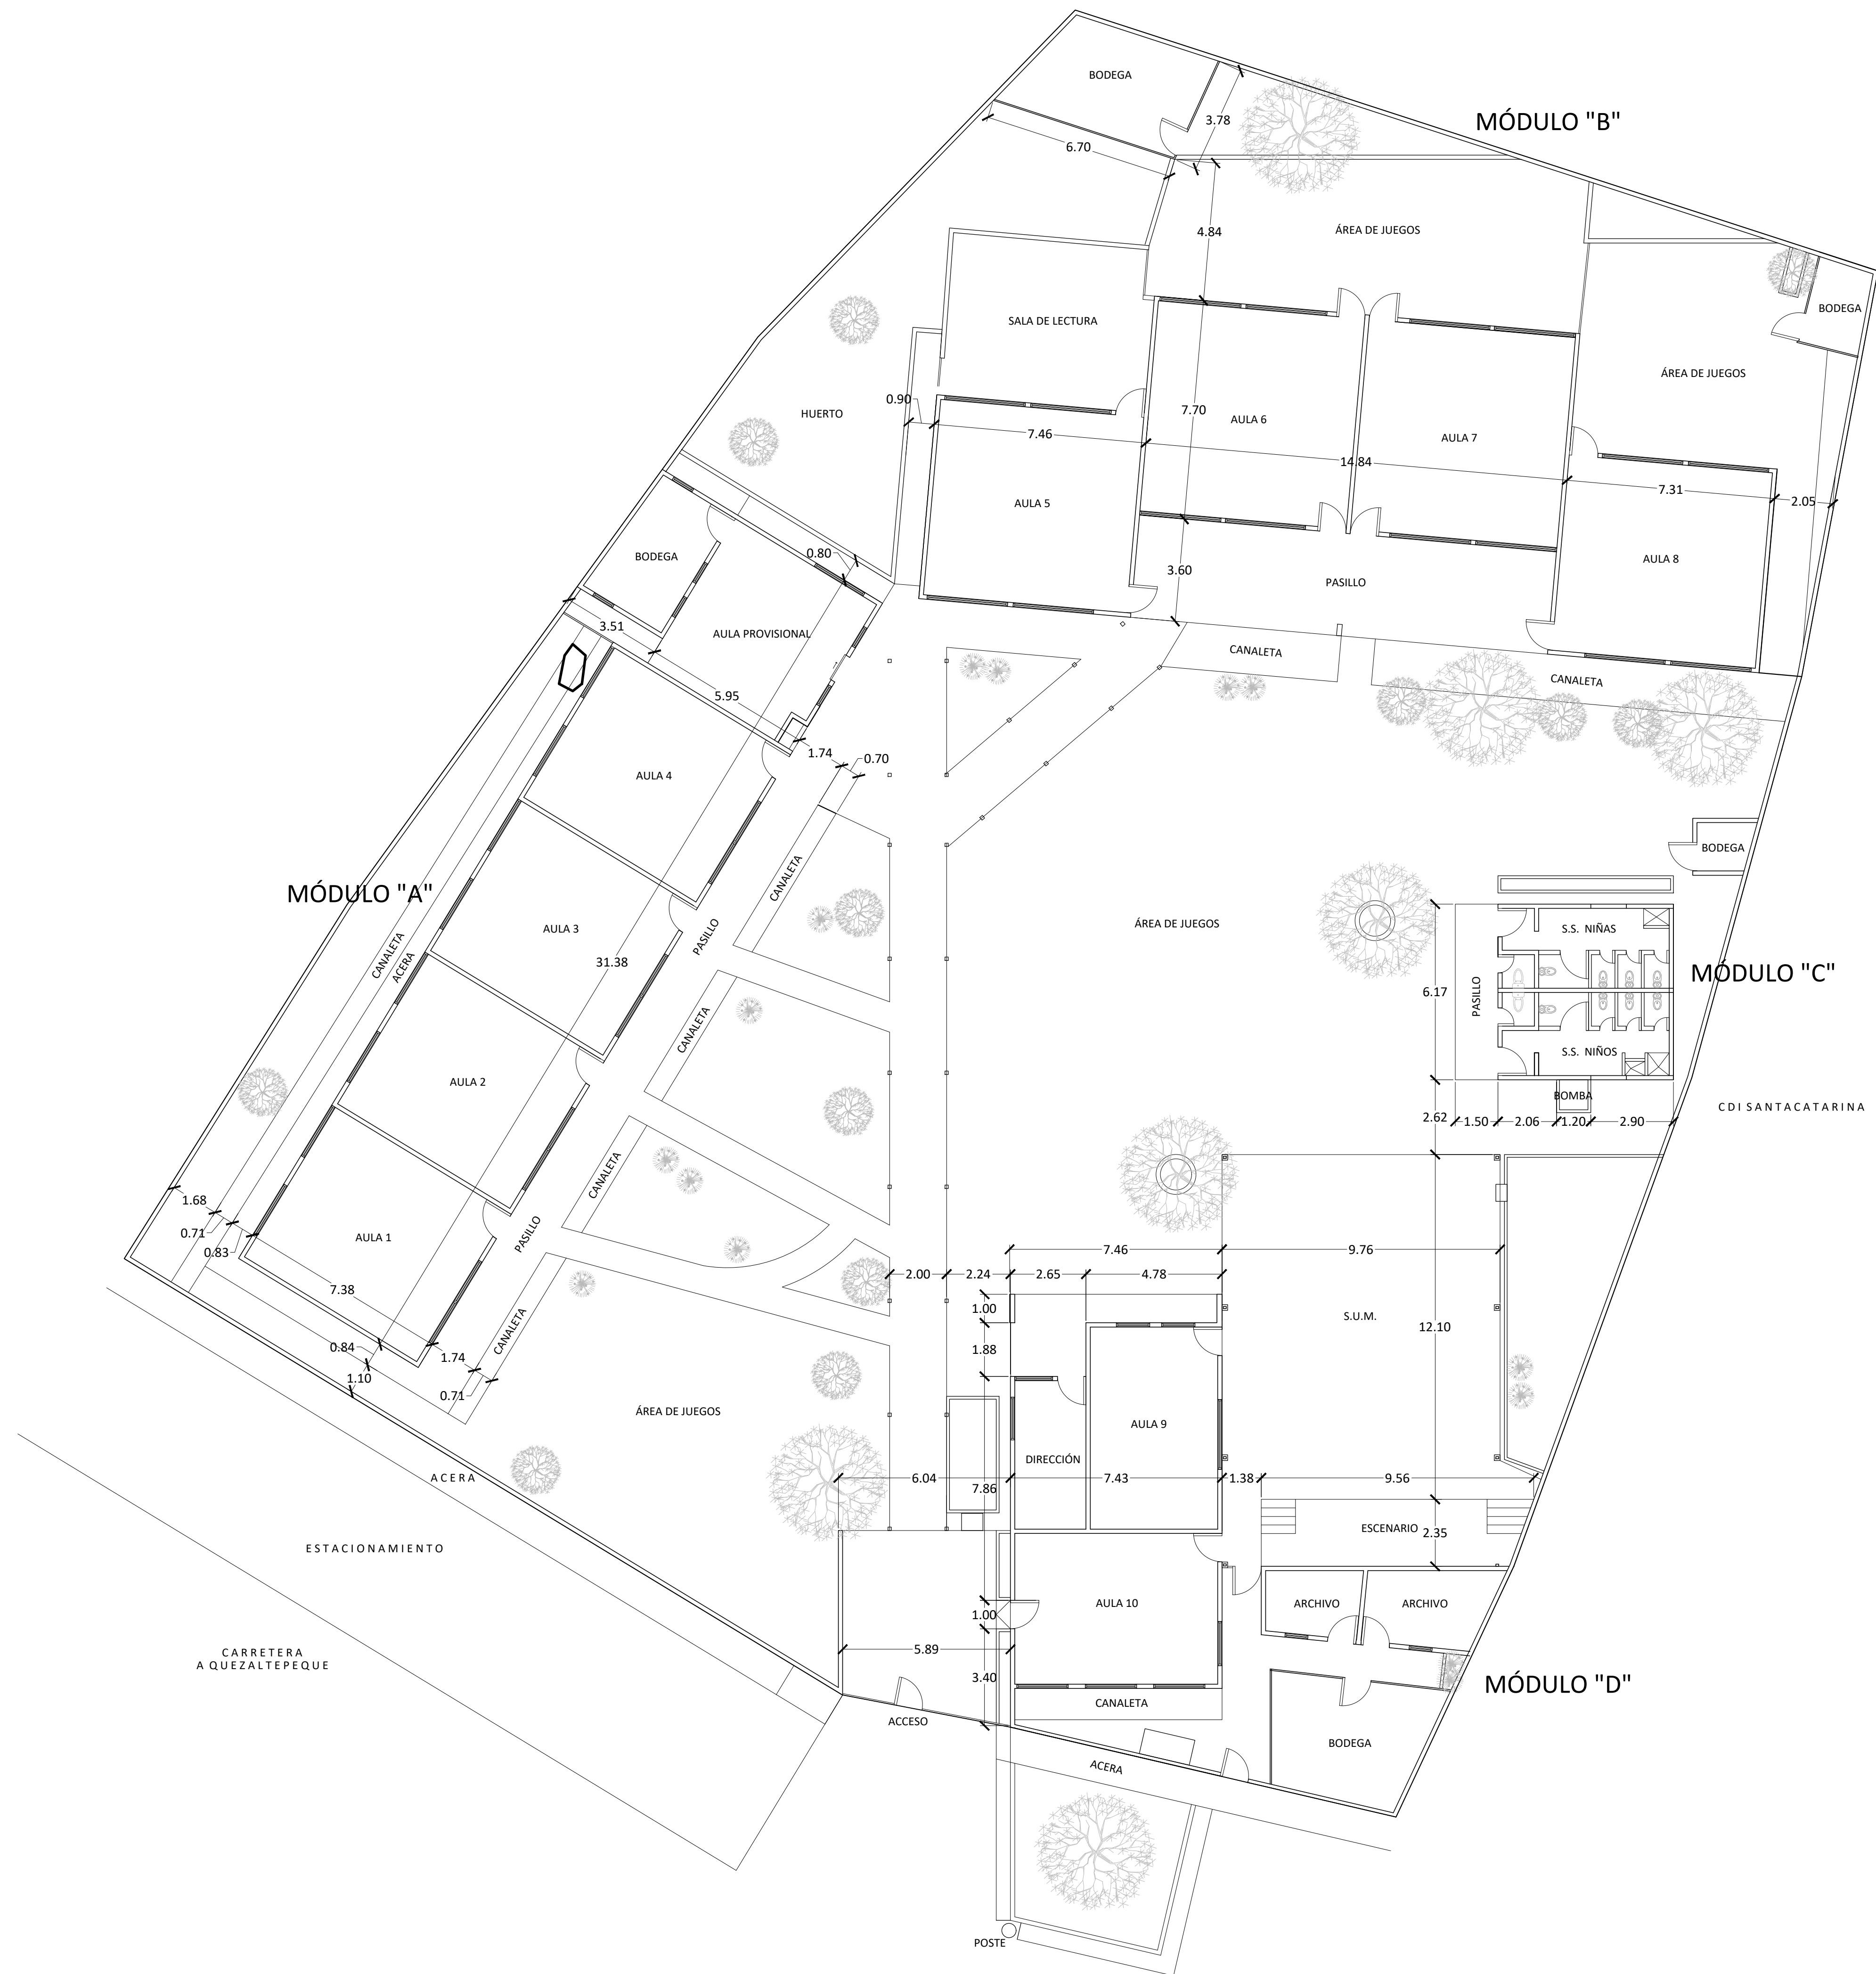 BODEGA
MÓDULO "B"
3.78
6.70
4.84
ÁREA DE JUEGOS
SALA DE LECTURA
BODEGA
ÁREA DE JUEGOS
0.90
HUERTO
7.70
AULA 6
7.46
AULA 7
14.84
7.31
2.05
AULA 5
0.80
BODEGA
AULA 8
3.60
PASILLO
3.51
AULA PROVISIONAL
CANALETA
CANALETA
5.95
1.74
0.70
AULA 4
BODEGA
CANALETA
MÓDULO "A"
AULA 3
PASILLO
ÁREA DE JUEGOS
S.S. NIÑAS
CANALETA
ACERA
31.38
MÓDULO "C"
6.17
PASILLO
CANALETA
S.S. NIÑOS
AULA 2
BOMBA
CDI SANTACATARINA
2.62
1.50
2.06
1.20
2.90
CANALETA
1.68
0.71
0.83
AULA 1
PASILLO
7.46
9.76
2.00
2.24
2.65
4.78
7.38
1.00
S.U.M.
12.10
CANALETA
0.84
1.74
1.88
1.10
0.71
ÁREA DE JUEGOS
AULA 9
DIRECCIÓN
ACERA
6.04
7.86
7.43
1.38
9.56
ESCENARIO
2.35
ESTACIONAMIENTO
AULA 10
ARCHIVO
ARCHIVO
1.00
CARRETERA
A QUEZALTEPEQUE
5.89
3.40
MÓDULO "D"
CANALETA
ACCESO
BODEGA
ACERA
POSTE